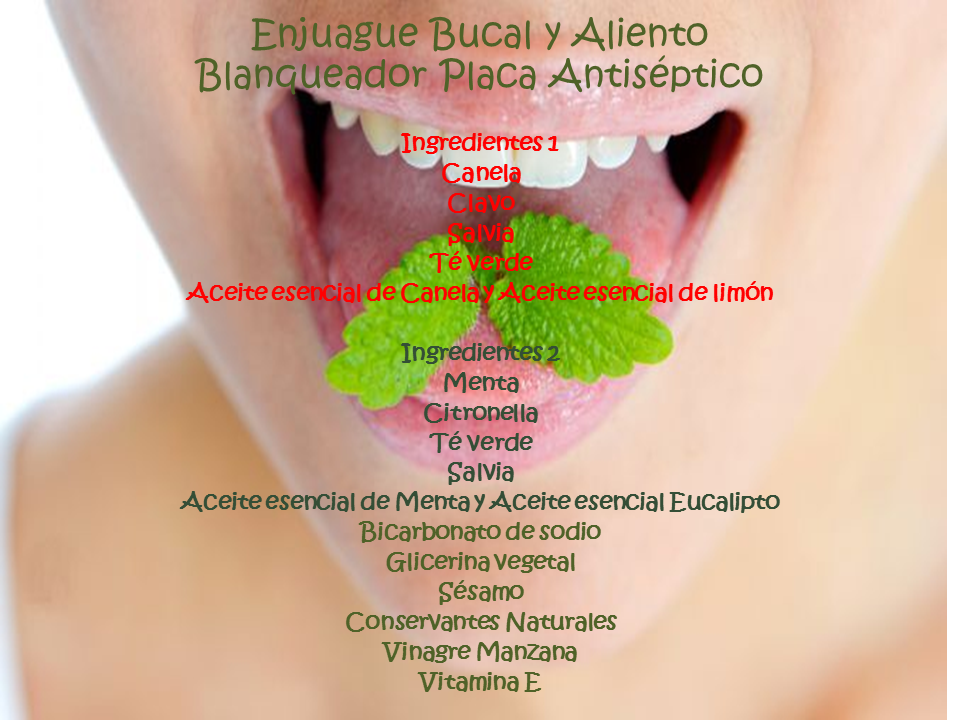 Enjuague Bucal y Aliento
Blanqueador Placa Antiséptico
Ingredientes 1
Canela
Clavo
Salvia
Té verde
Aceite esencial de Canela y Aceite esencial de limón
Ingredientes 2
Menta
Citronella
Té verde
Salvia
Aceite esencial de Menta y Aceite esencial Eucalipto
Bicarbonato de sodio
Glicerina vegetal
Sésamo
Conservantes Naturales
Vinagre Manzana
Vitamina E